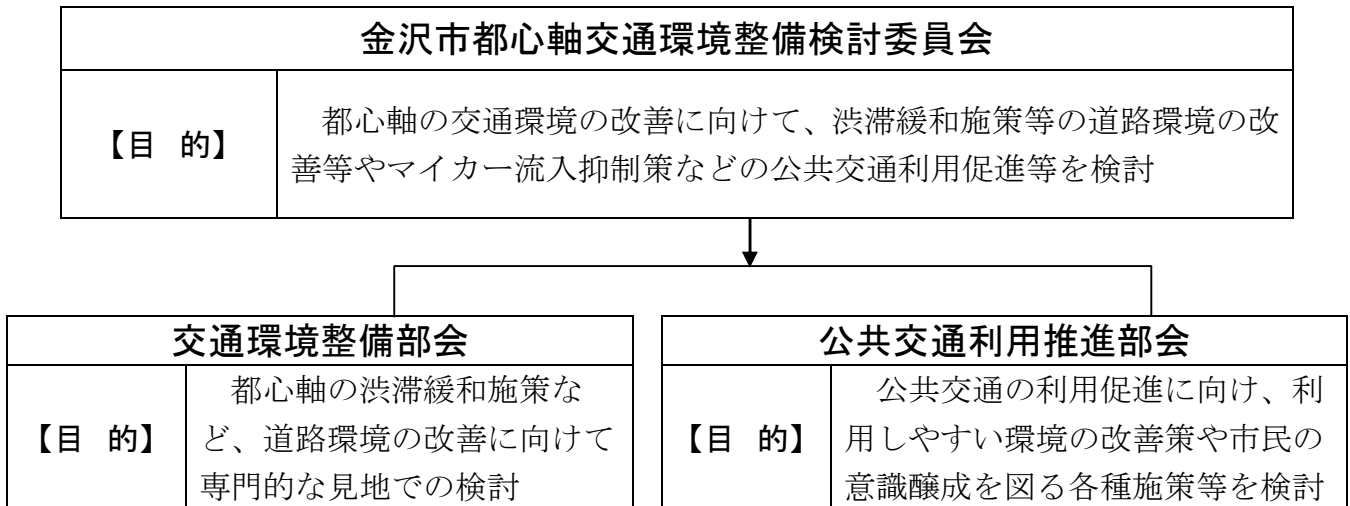 金沢市都心軸交通環境整備検討委員会
【目　的】
　都心軸の交通環境の改善に向けて、渋滞緩和施策等の道路環境の改
善等やマイカー流入抑制策などの公共交通利用促進等を検討
交通環境整備部会
【目　的】
　都心軸の渋滞緩和施策な
ど、道路環境の改善に向けて
専門的な見地での検討
公共交通利用推進部会
【目　的】
　公共交通の利用促進に向け、利
用しやすい環境の改善策や市民の
意識醸成を図る各種施策等を検討